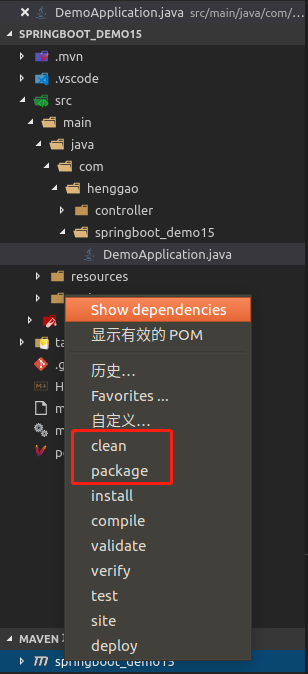 DemoApplication.java src/main/java/com/
SPRINGBOOT_DEMO15
.mvn
.vscode
src
main
java
com
henggao
controller
springboot_demo15
DemoApplication.java
resources
Show dependencies
显示有效的 POM
历史...
Favorites ...
自定义...
clean
package
install
compile
validate
verify
test
site
deploy
MAVEN
springboot_demo15